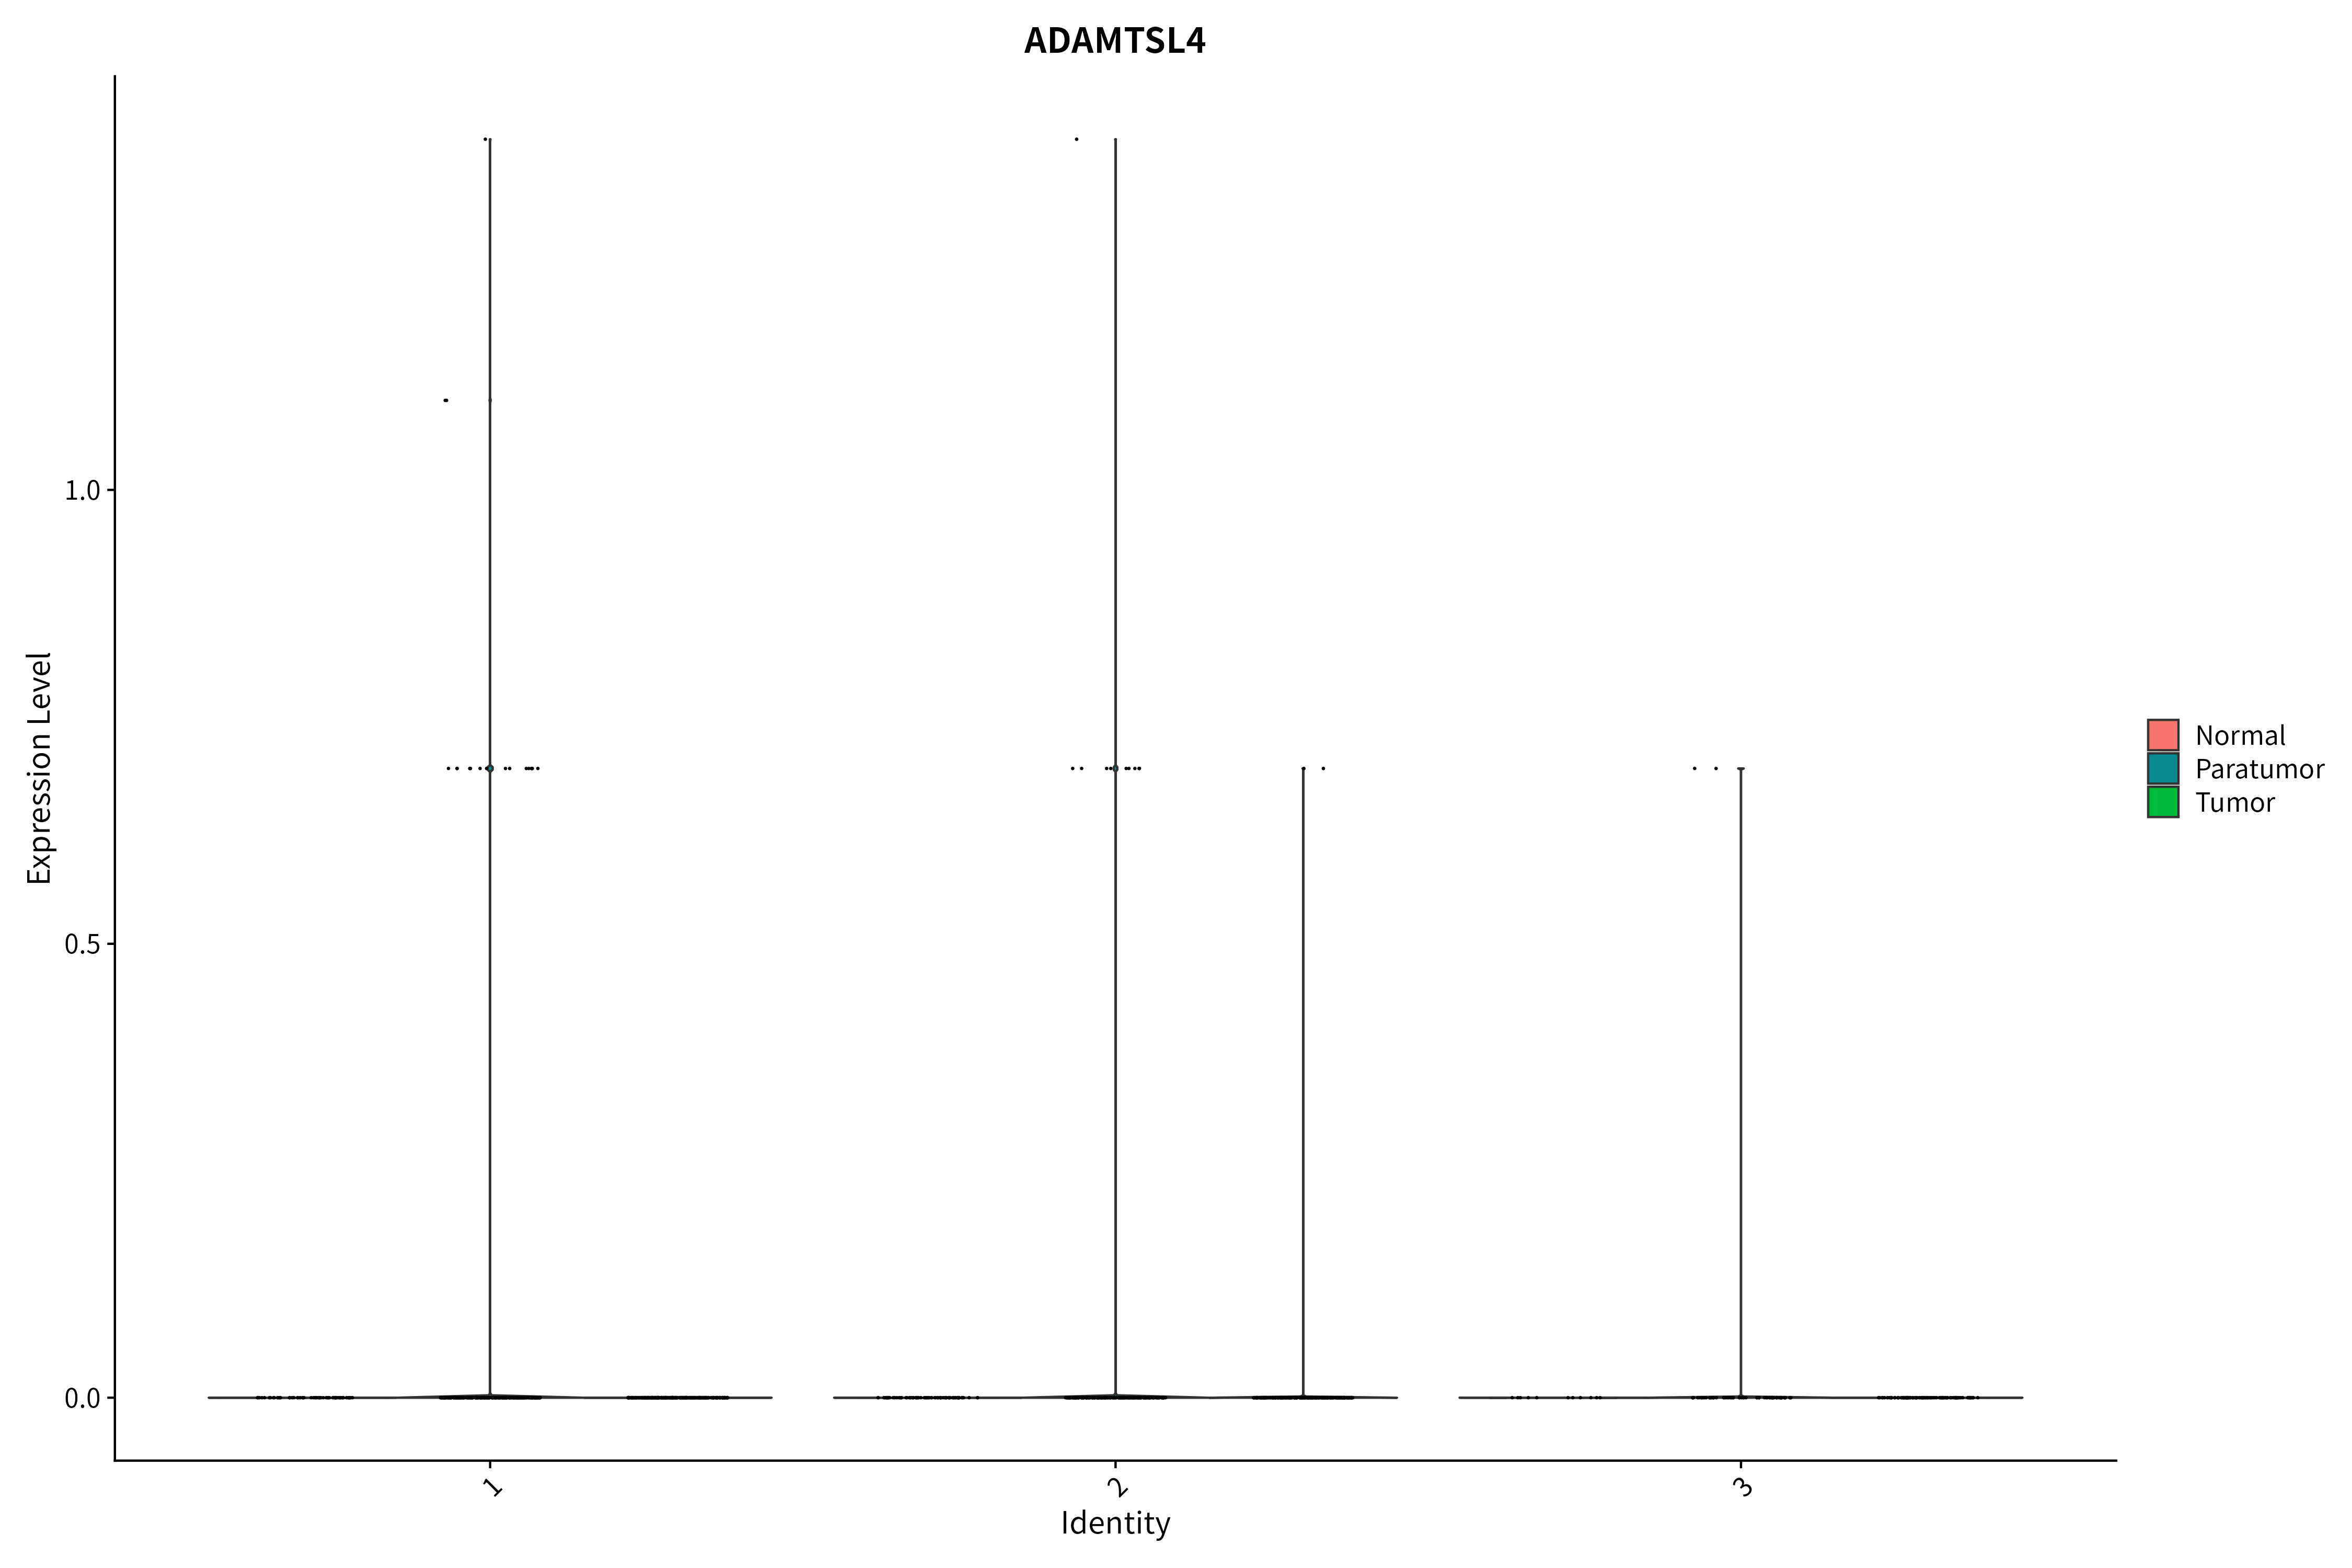 ADAMTSL4
Expression Level
1.0
0.5
0.0
1
2
3
Identity
Normal
Paratumor
Tumor